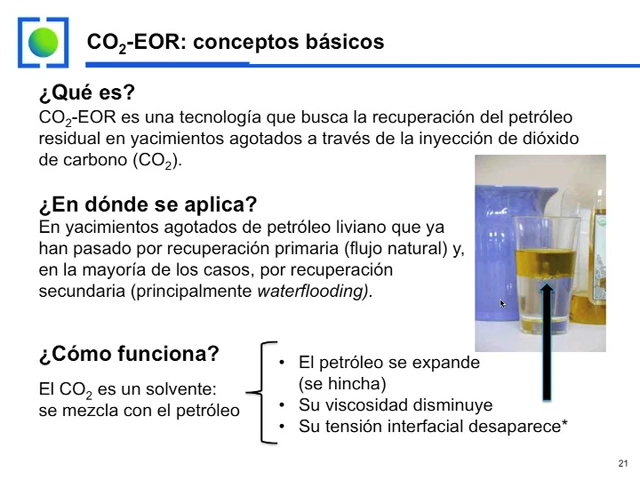 CO₂-EOR: conceptos básicos
¿Qué es?
CO₂-EOR es una tecnología que busca la recuperación del petróleo
residual en yacimientos agotados a través de la inyección de dióxido
de carbono (CO₂).
¿En dónde se aplica?
En yacimientos agotados de petróleo liviano que ya
han pasado por recuperación primaria (flujo natural) y,
en la mayoría de los casos, por recuperación
secundaria (principalmente waterflooding).
¿Cómo funciona?
El CO₂ es un solvente:
se mezcla con el petróleo
• El petróleo se expande
(se hincha)
• Su viscosidad disminuye
• Su tensión interfacial desaparece*
21